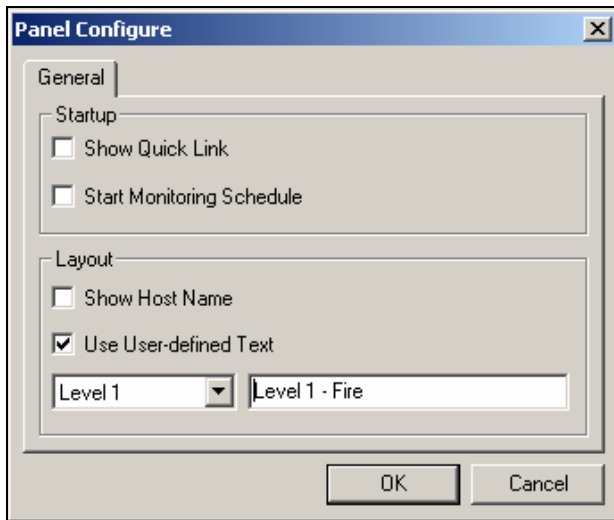 Panel Configure
General
Startup
Show Quick Link
Start Monitoring Schedule
Layout
Show Host Name
Use User-defined Text
Level 1 Level 1 - Fire
OK Cancel